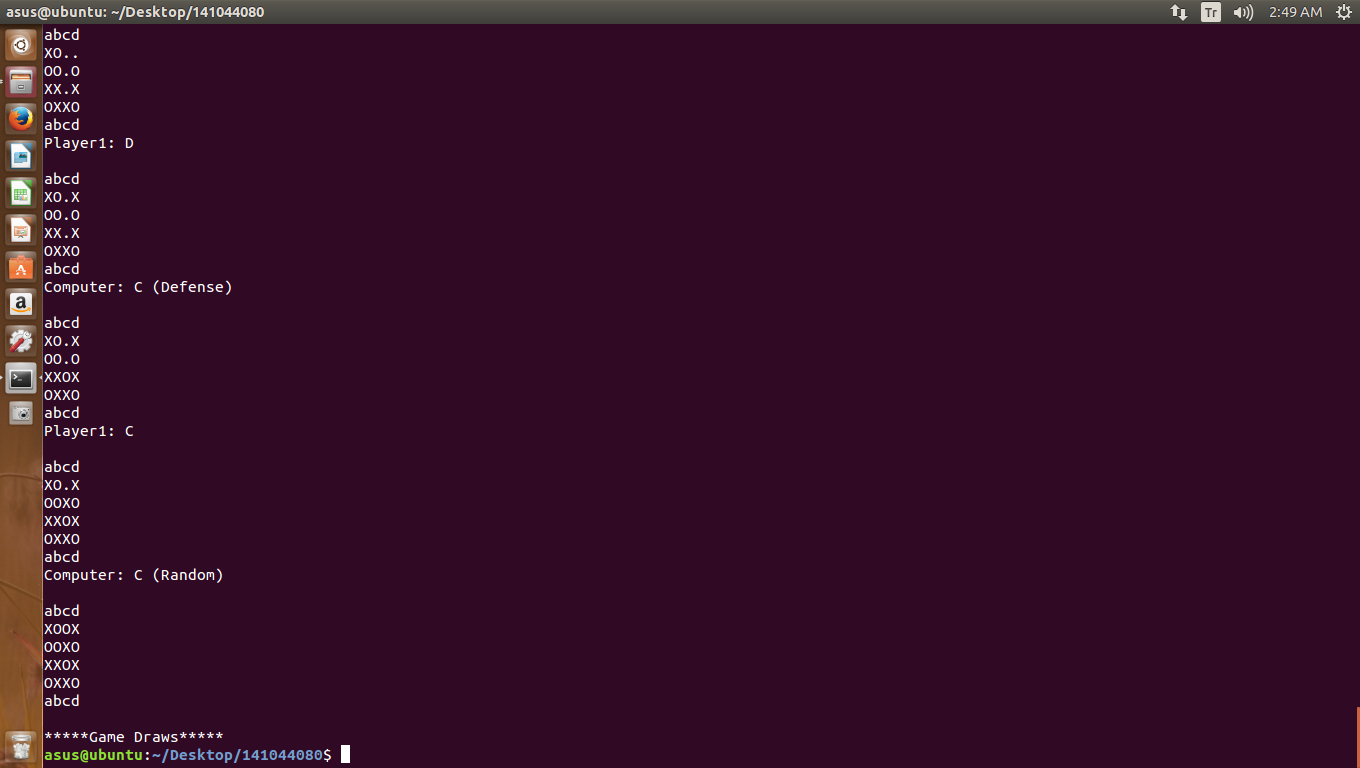 asus@ubuntu: ~/Desktop/141044080
Tr
2:49 AM
abcd
XO..
OO.O
XX.X
OXXO
abcd
Player1: D
abcd
XO.X
OO.O
XX.X
OXXO
abcd
Computer: C (Defense)
abcd
XO.X
OO.O
XXOX
OXXO
abcd
Player1: C
abcd
XO.X
OOXO
XXOX
OXXO
abcd
Computer: C (Random)
abcd
XOOX
OOXO
XXOX
OXXO
abcd
*****Game Draws*****
asus@ubuntu:~/Desktop/141044080$